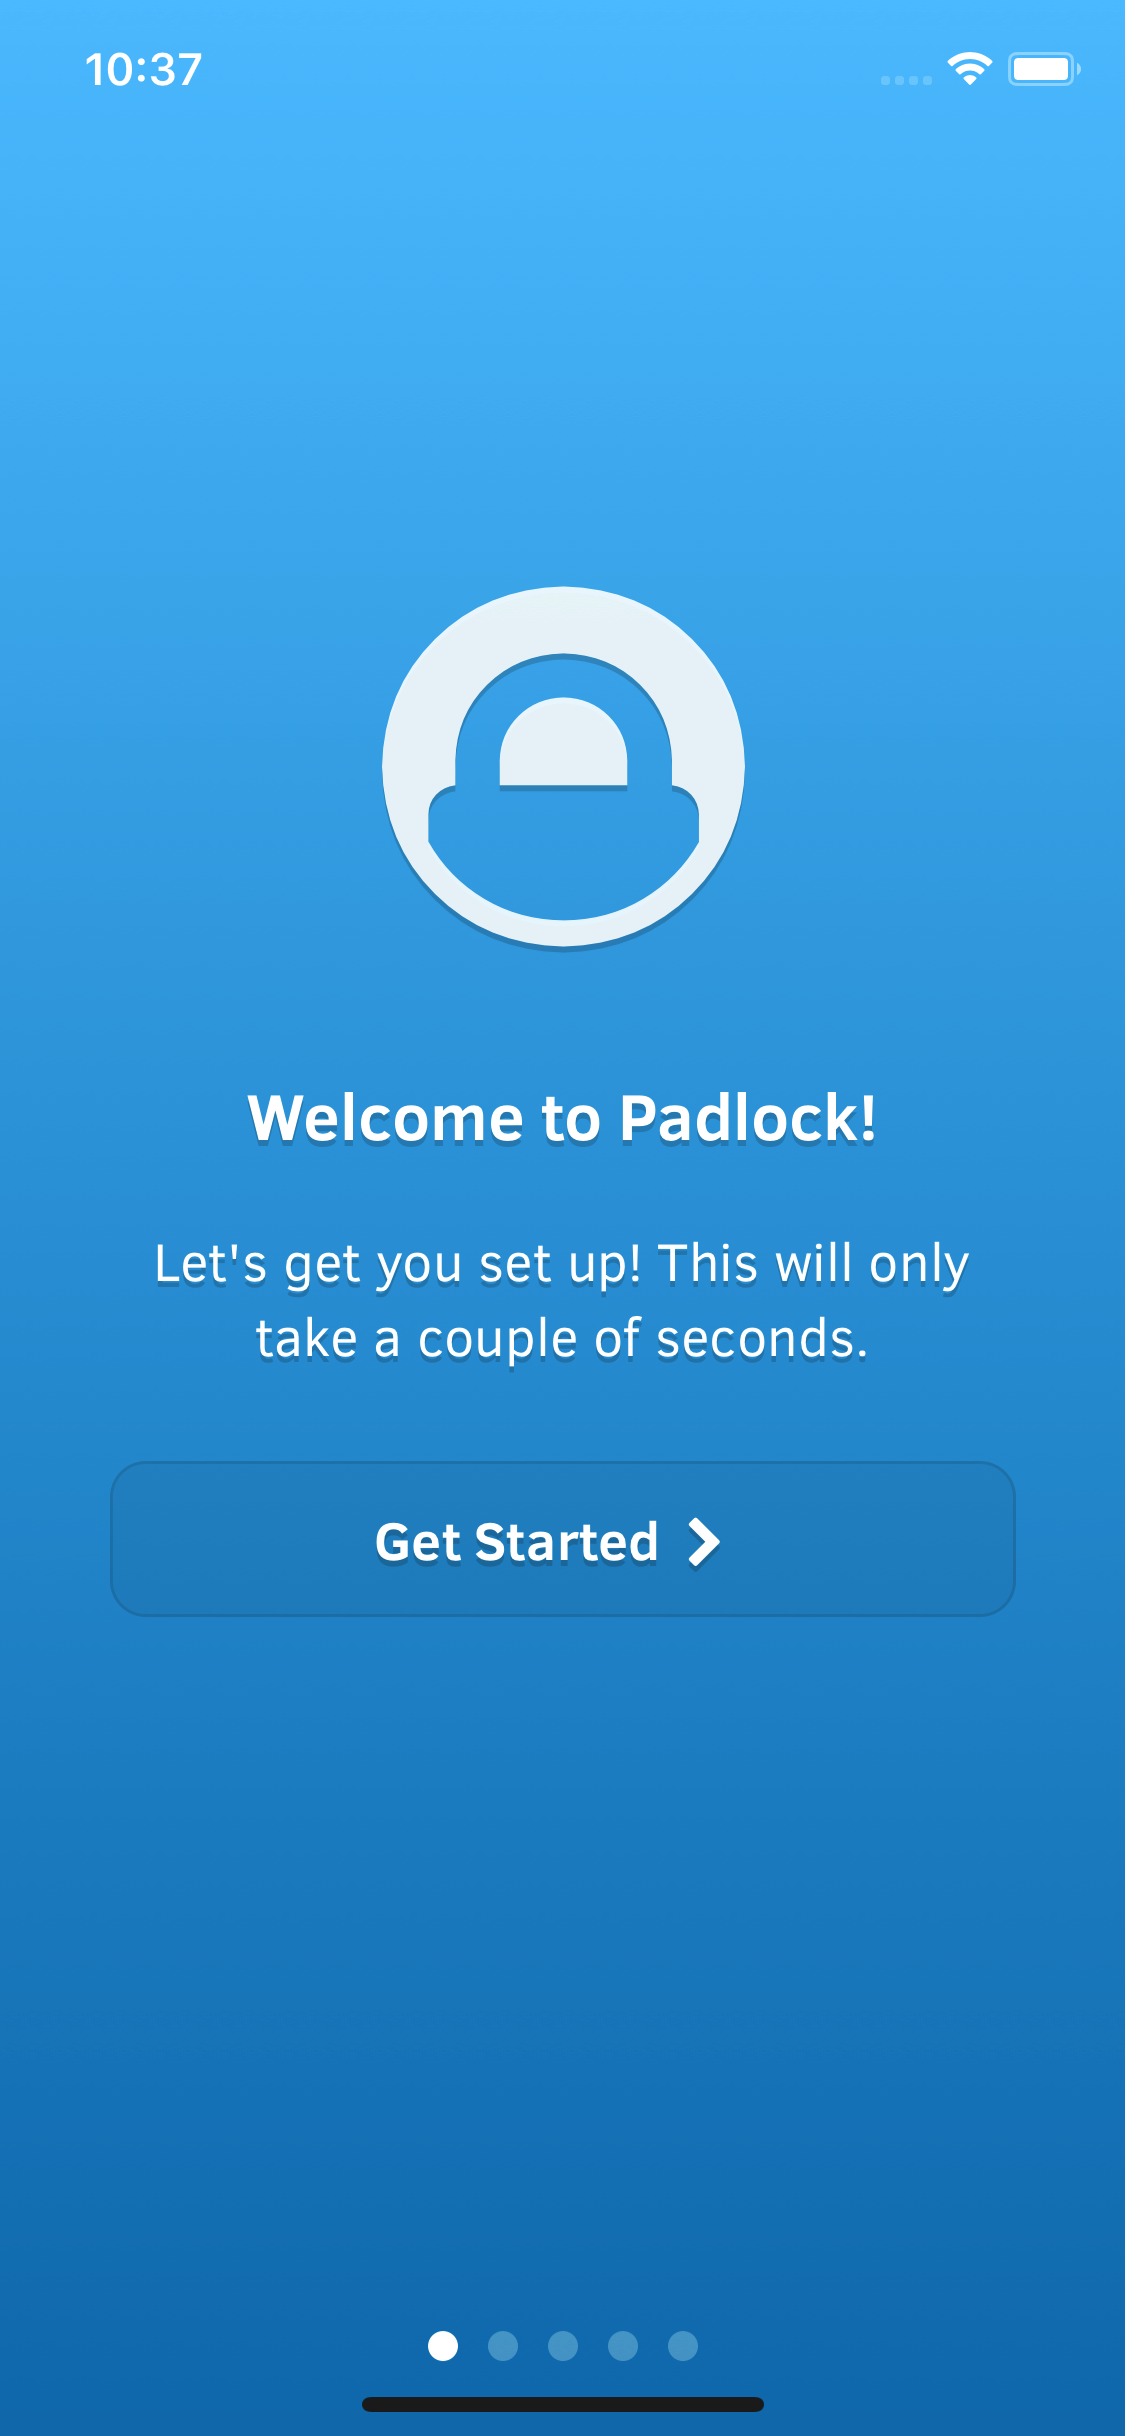 10:37
Welcome to Padlock!
Let's get you set up! This will only
take a couple of seconds.
Get Started